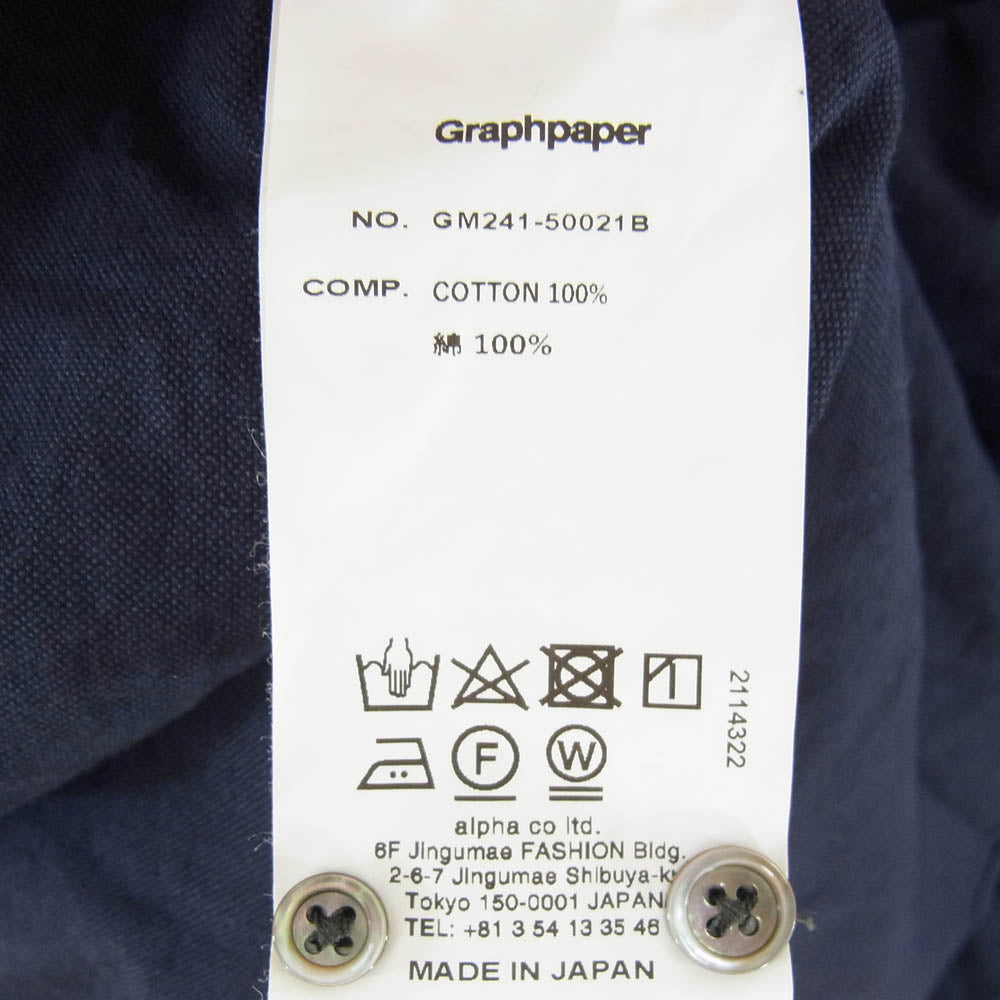 Graphpaper
NO. GM241-50021B
COMP. COTTON 100%
綿 100%
2114322
F
W
alpha co ltd.
6F Jingumae FASHION Bldg.
2-6-7 Jingumae Shibuya-ku
Tokyo 150-0001 JAPAN
TEL: +81 3 54 13 35 46
MADE IN JAPAN